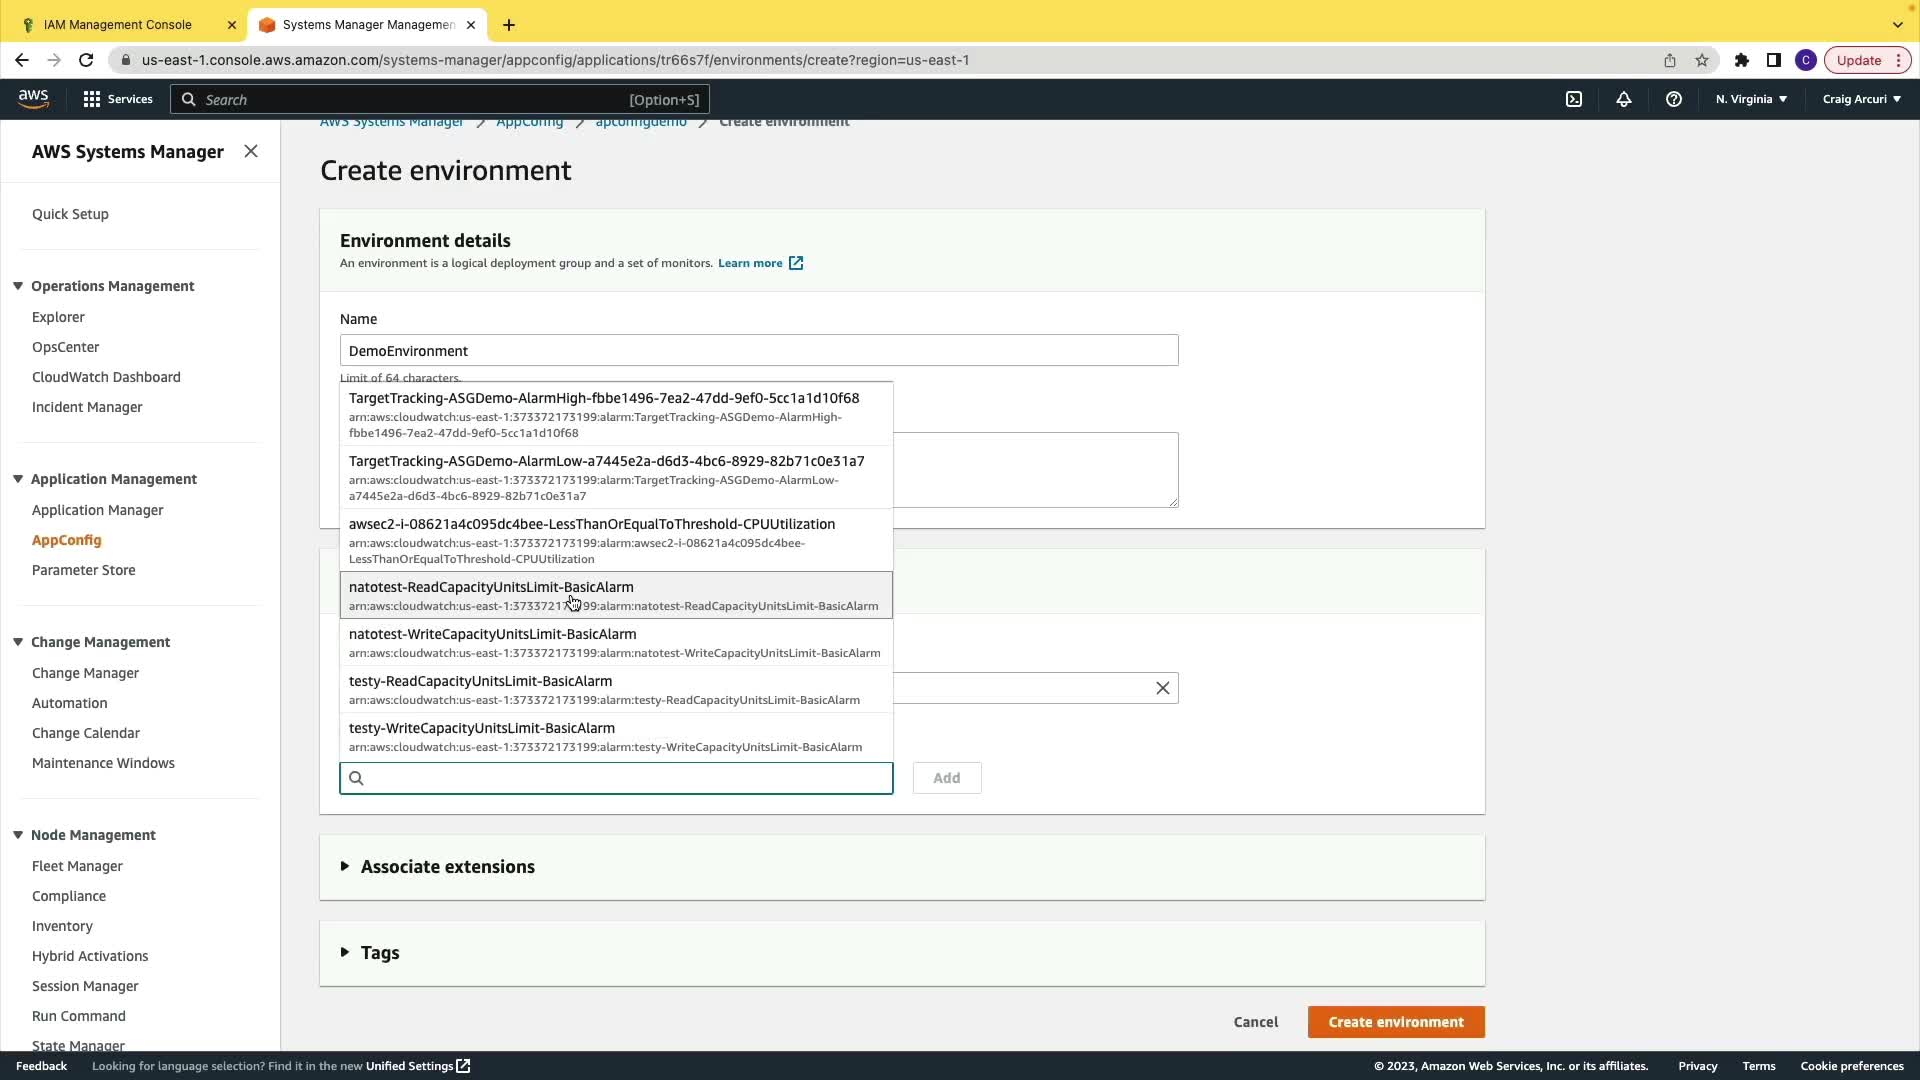 IAM Management Console
Systems Manager Managemen
us-east-1.console.aws.amazon.com/systems-manager/appconfig/applications/tr66s7f/environments/create?region=us-east-1
C
Update
aws
Services
Search
[Option+S]
N. Virginia
Craig Arcuri
AWS Systems Manager
Quick Setup
Operations Management
Explorer
OpsCenter
CloudWatch Dashboard
Incident Manager
Application Management
Application Manager
AppConfig
Parameter Store
Change Management
Change Manager
Automation
Change Calendar
Maintenance Windows
Node Management
Fleet Manager
Compliance
Inventory
Hybrid Activations
Session Manager
Run Command
State Manager
AWS Systems Manager
AppConfig
apconfigdemo
Create environment
Create environment
Environment details
An environment is a logical deployment group and a set of monitors. Learn more
Name
DemoEnvironment
Limit of 64 characters.
TargetTracking-ASGDemo-AlarmHigh-fbbe1496-7ea2-47dd-9ef0-5cc1a1d10f68
arn:aws:cloudwatch:us-east-1:373372173199:alarm:TargetTracking-ASGDemo-AlarmHigh-
fbbe1496-7ea2-47dd-9ef0-5cc1a1d10f68
TargetTracking-ASGDemo-AlarmLow-a7445e2a-d6d3-4bc6-8929-82b71c0e31a7
arn:aws:cloudwatch:us-east-1:373372173199:alarm:TargetTracking-ASGDemo-AlarmLow-
a7445e2a-d6d3-4bc6-8929-82b71c0e31a7
awsec2-i-08621a4c095dc4bee-LessThanOrEqualToThreshold-CPUUtilization
arn:aws:cloudwatch:us-east-1:373372173199:alarm:awsec2-i-08621a4c095dc4bee-
LessThanOrEqualToThreshold-CPUUtilization
natotest-ReadCapacityUnitsLimit-BasicAlarm
arn:aws:cloudwatch:us-east-1:373372173199:alarm:natotest-ReadCapacityUnitsLimit-BasicAlarm
natotest-WriteCapacityUnitsLimit-BasicAlarm
arn:aws:cloudwatch:us-east-1:373372173199:alarm:natotest-WriteCapacityUnitsLimit-BasicAlarm
testy-ReadCapacityUnitsLimit-BasicAlarm
arn:aws:cloudwatch:us-east-1:373372173199:alarm:testy-ReadCapacityUnitsLimit-BasicAlarm
testy-WriteCapacityUnitsLimit-BasicAlarm
arn:aws:cloudwatch:us-east-1:373372173199:alarm:testy-WriteCapacityUnitsLimit-BasicAlarm
Add
Associate extensions
Tags
Cancel
Create environment
Feedback
Looking for language selection? Find it in the new Unified Settings
© 2023, Amazon Web Services, Inc. or its affiliates.
Privacy
Terms
Cookie preferences